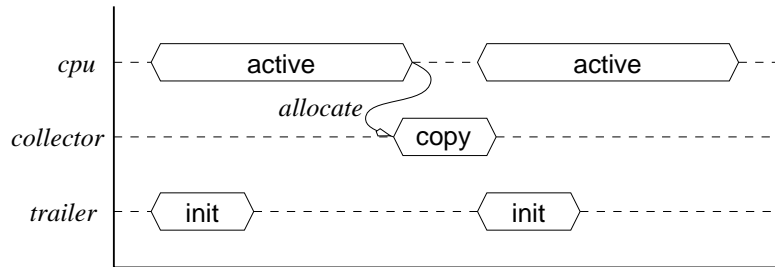 cpu active active
allocate
collector copy
trailer init init